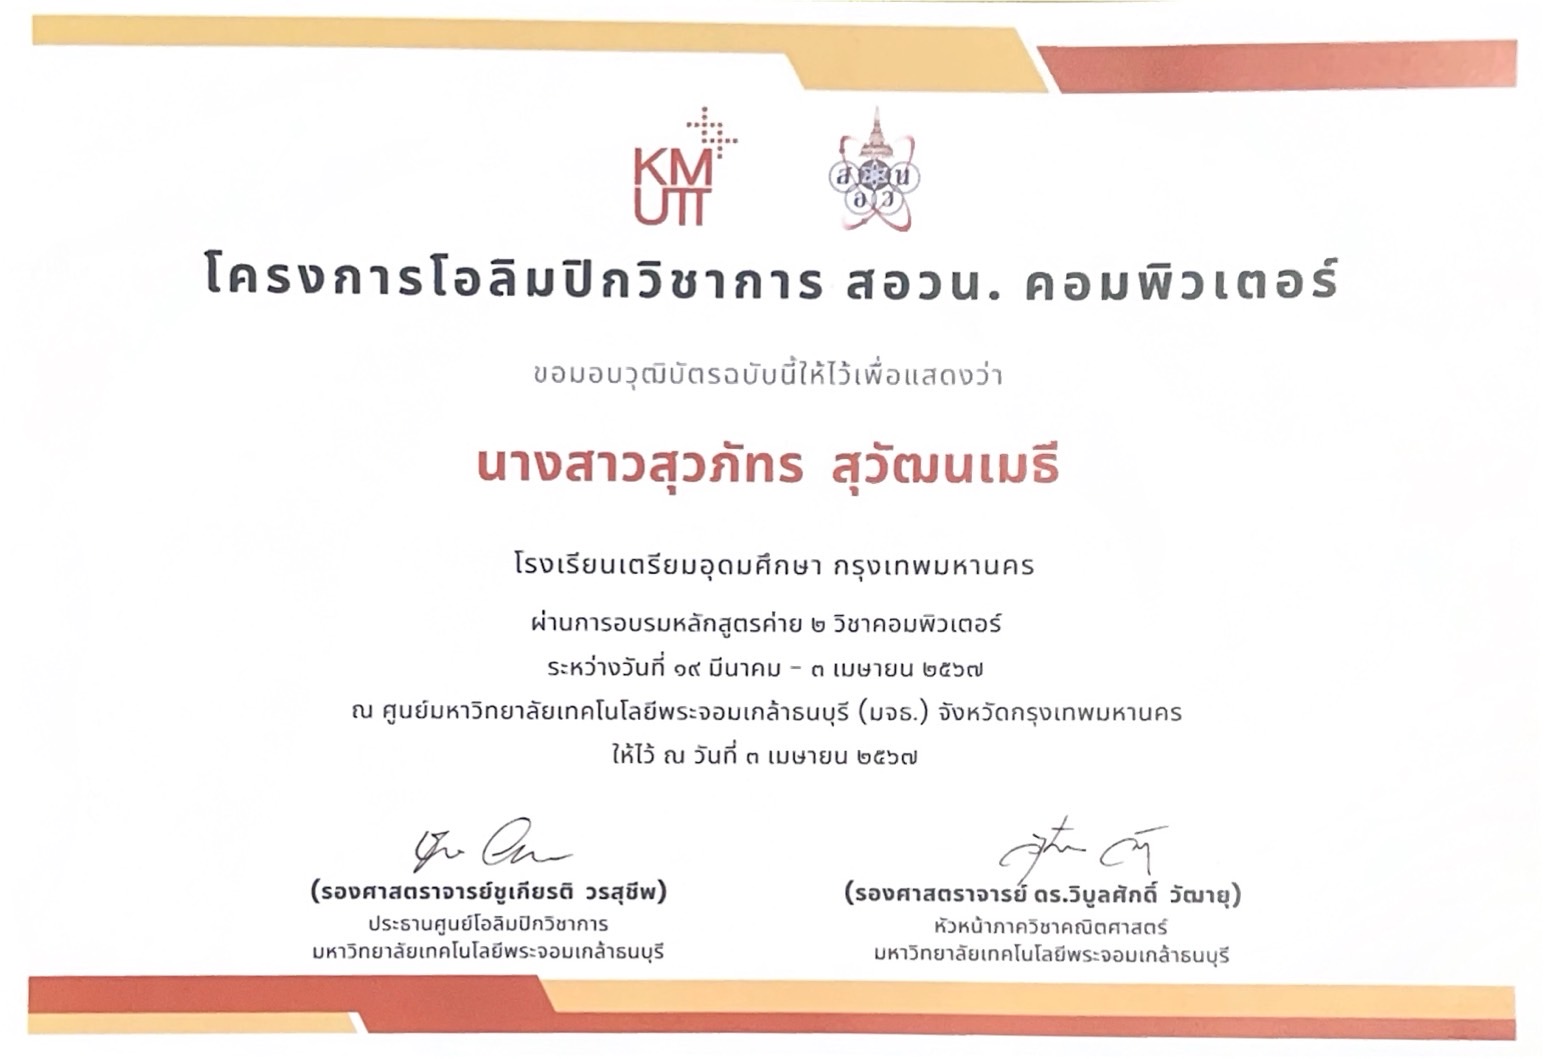 KM
UTT
ส น
อ ว
โครงการโอลิมปิกวิชาการ สอวน. คอมพิวเตอร์
ขอมอบวุฒิบัตรฉบับนี้ให้ไว้เพื่อแสดงว่า
นางสาวสุวภัทร สุวัฒนเมธี
โรงเรียนเตรียมอุดมศึกษา กรุงเทพมหานคร
ผ่านการอบรมหลักสูตรค่าย ๒ วิชาคอมพิวเตอร์
ระหว่างวันที่ ๑๙ มีนาคม - ๓ เมษายน ๒๕๖๗
ณ ศูนย์มหาวิทยาลัยเทคโนโลยีพระจอมเกล้าธนบุรี (มจธ.) จังหวัดกรุงเทพมหานคร
ให้ไว้ ณ วันที่ ๓ เมษายน ๒๕๖๗
(รองศาสตราจารย์ชูเกียรติ วรสุชีพ)
ประธานศูนย์โอลิมปิกวิชาการ
มหาวิทยาลัยเทคโนโลยีพระจอมเกล้าธนบุรี
(รองศาสตราจารย์ ดร.วิบูลศักดิ์ วัฒายุ)
หัวหน้าภาควิชาคณิตศาสตร์
มหาวิทยาลัยเทคโนโลยีพระจอมเกล้าธนบุรี